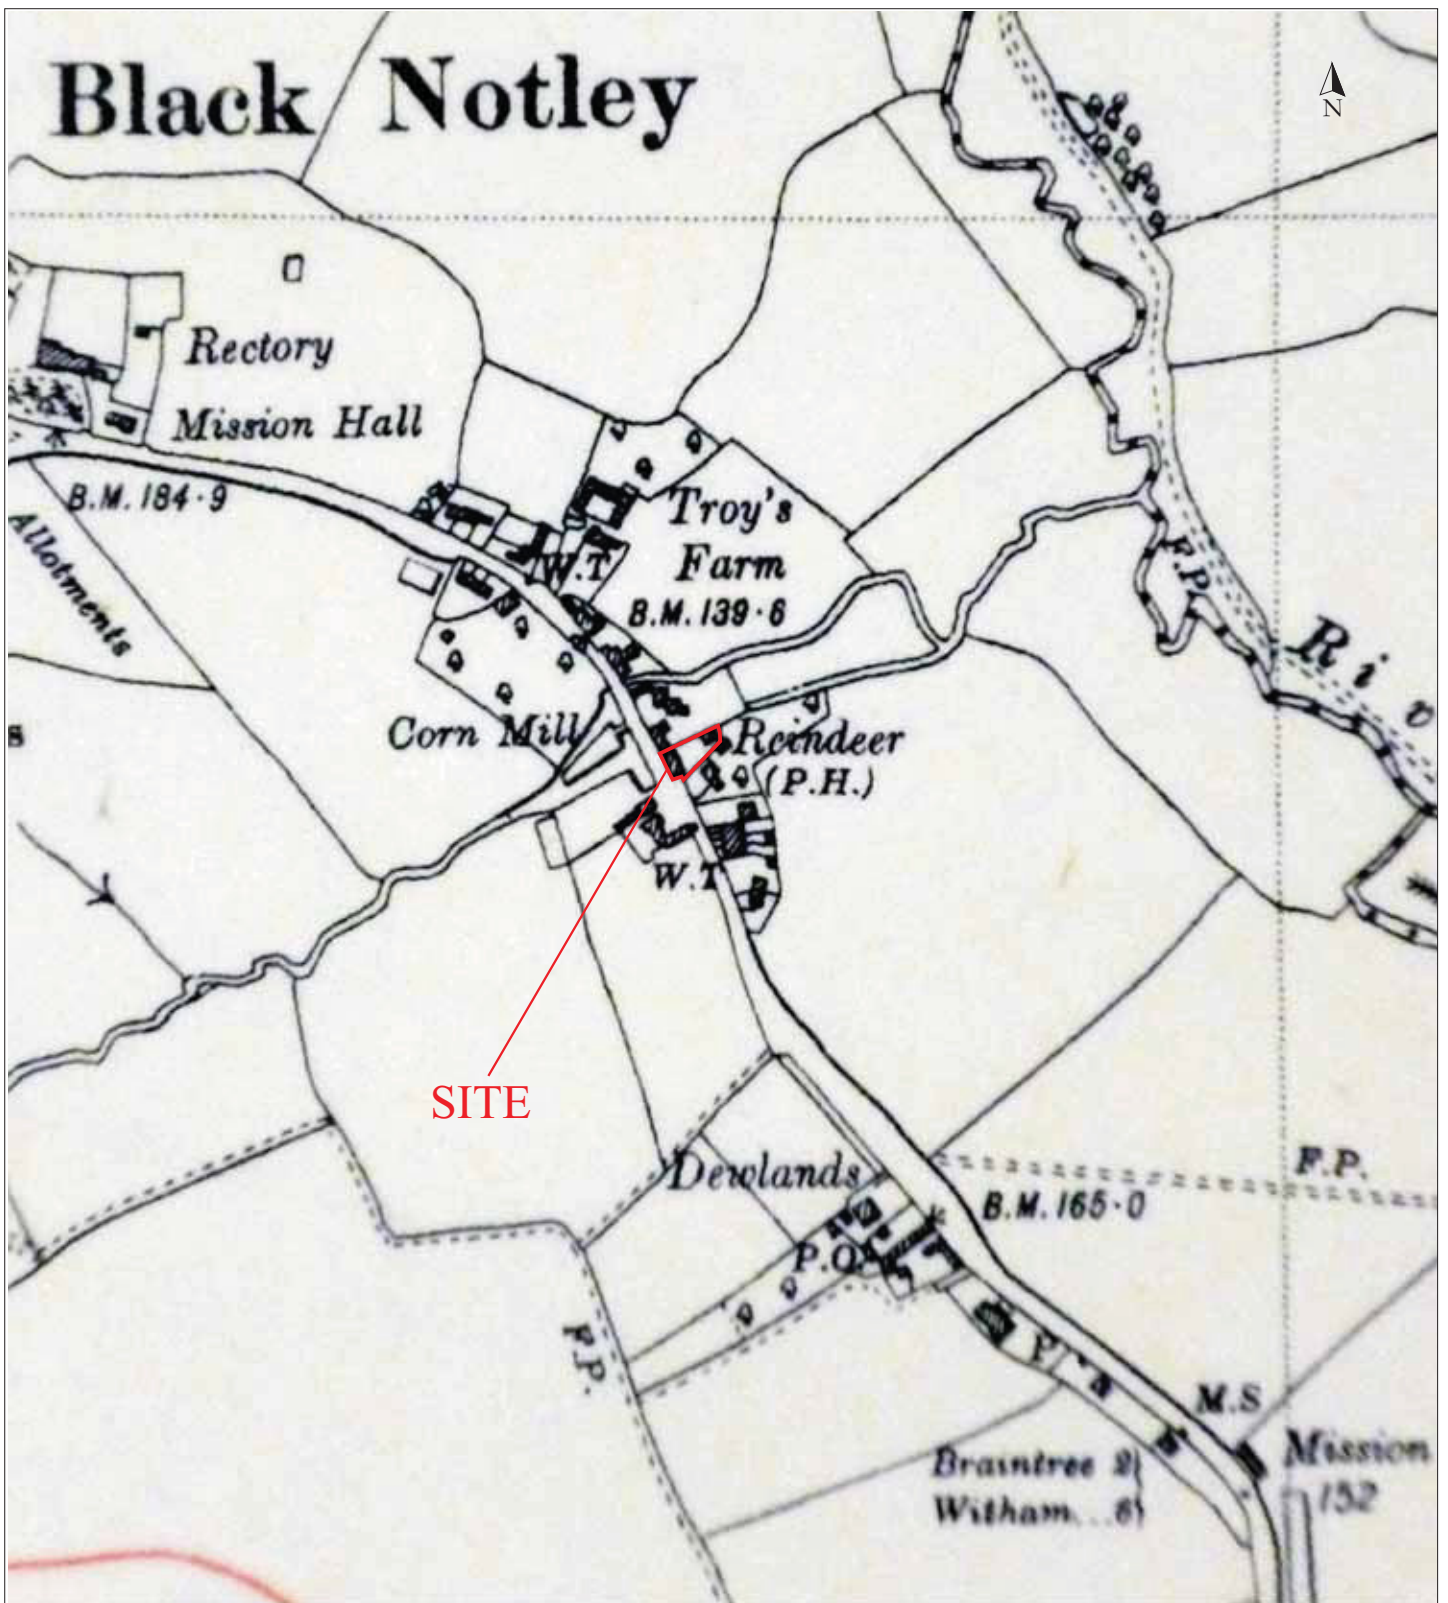 Black Notley
N
Rectory
Mission Hall
B.M. 184·9
Allotments
Troy's
Farm
W.T
B.M. 139·6
F.P.
Riv
s
Corn Mill
Reindeer
(P.H.)
W.T
SITE
Dewlands
F.P.
B.M. 165·0
P.O.
F.P.
P
M.S
Braintree 2
Witham...6
Mission
152